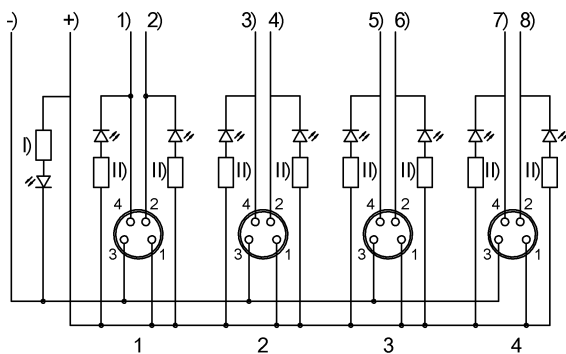 -) +) 1) 2) 3) 4) 5) 6) 7) 8)
I) II) II) II) II) II) II) II) II)
4 2 4 2 4 2 4 2
3 1 3 1 3 1 3 1
1 2 3 4